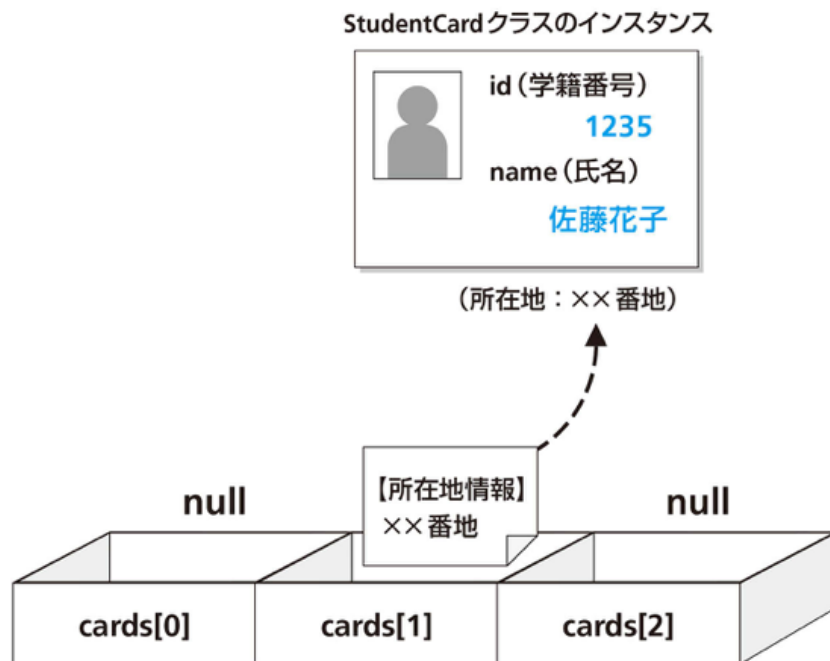 StudentCardクラスのインスタンス
id（学籍番号）
1235
name（氏名）
佐藤花子
（所在地：××番地）
【所在地情報】
××番地
null
null
cards[0]
cards[1]
cards[2]